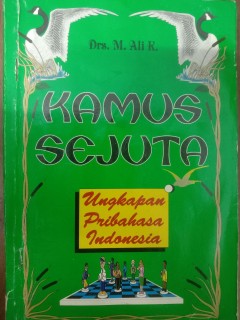 Drs. M. Ali K.
KAMUS
SEJUTA
Ungkapan
Pribahasa
Indonesia